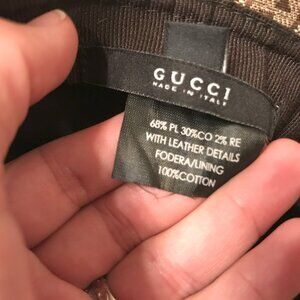 GUCCI
MADE IN ITALY
68% PL 30%CO 2% RE
WITH LEATHER DETAILS
FODERA/LINING
100%COTTON